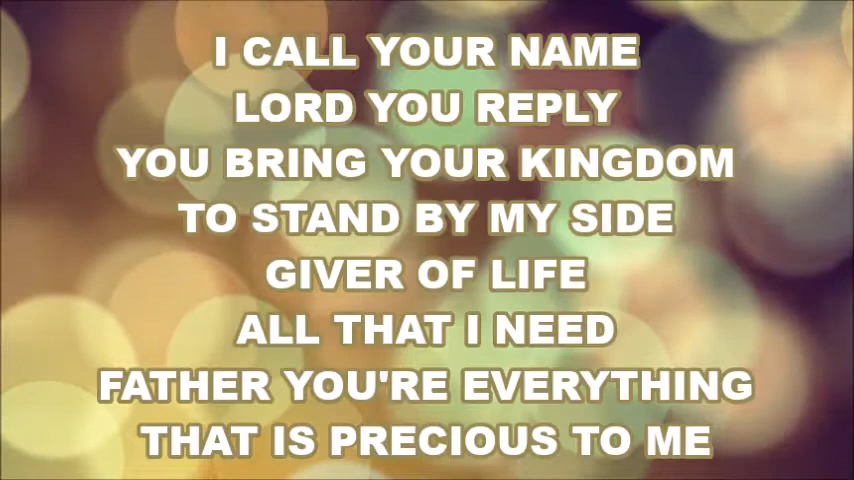 I CALL YOUR NAME
LORD YOU REPLY
YOU BRING YOUR KINGDOM
TO STAND BY MY SIDE
GIVER OF LIFE
ALL THAT I NEED
FATHER YOU'RE EVERYTHING
THAT IS PRECIOUS TO ME